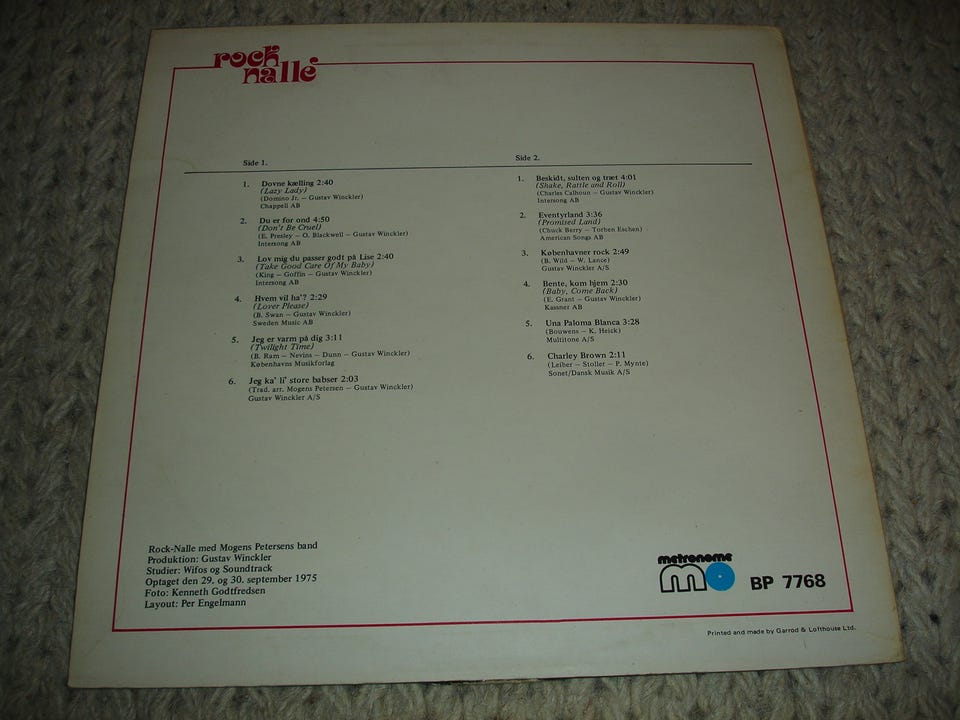 rock
nalle
Side 1.
1. Dovne kælling 2:40
(Lazy Lady)
(Domino Jr. – Gustav Winckler)
Chappell AB
2. Du er for ond 4:50
(Don't Be Cruel)
(E. Presley – O. Blackwell – Gustav Winckler)
Intersong AB
3. Lov mig du passer godt på Lise 2:40
(Take Good Care Of My Baby)
(King – Goffin – Gustav Winckler)
Intersong AB
4. Hvem vil ha'? 2:29
(Lover Please)
(B. Swan – Gustav Winckler)
Sweden Music AB
5. Jeg er varm på dig 3:11
(Twilight Time)
(B. Ram – Nevins – Dunn – Gustav Winckler)
Københavns Musikforlag
6. Jeg ka' li' store babser 2:03
(Trad. arr. Mogens Petersen – Gustav Winckler)
Gustav Winckler A/S
Side 2.
1. Beskidt, sulten og træt 4:01
(Shake, Rattle and Roll)
(Charles Calhoun – Gustav Winckler)
Intersong AB
2. Eventyrland 3:36
(Promised Land)
(Chuck Berry – Torben Eschen)
American Songs AB
3. Københavner rock 2:49
(B. Wild – W. Lance)
Gustav Winckler A/S
4. Bente, kom hjem 2:30
(Baby, Come Back)
(E. Grant – Gustav Winckler)
Kassner AB
5. Una Paloma Blanca 3:28
(Bouwens – K. Heick)
Multitone A/S
6. Charley Brown 2:11
(Leiber – Stoller – P. Mynte)
Sonet/Dansk Musik A/S
Rock-Nalle med Mogens Petersens band
Produktion: Gustav Winckler
Studier: Wifos og Soundtrack
Optaget den 29. og 30. september 1975
Foto: Kenneth Godtfredsen
Layout: Per Engelmann
metronome
BP 7768
Printed and made by Garrod & Lofthouse Ltd.